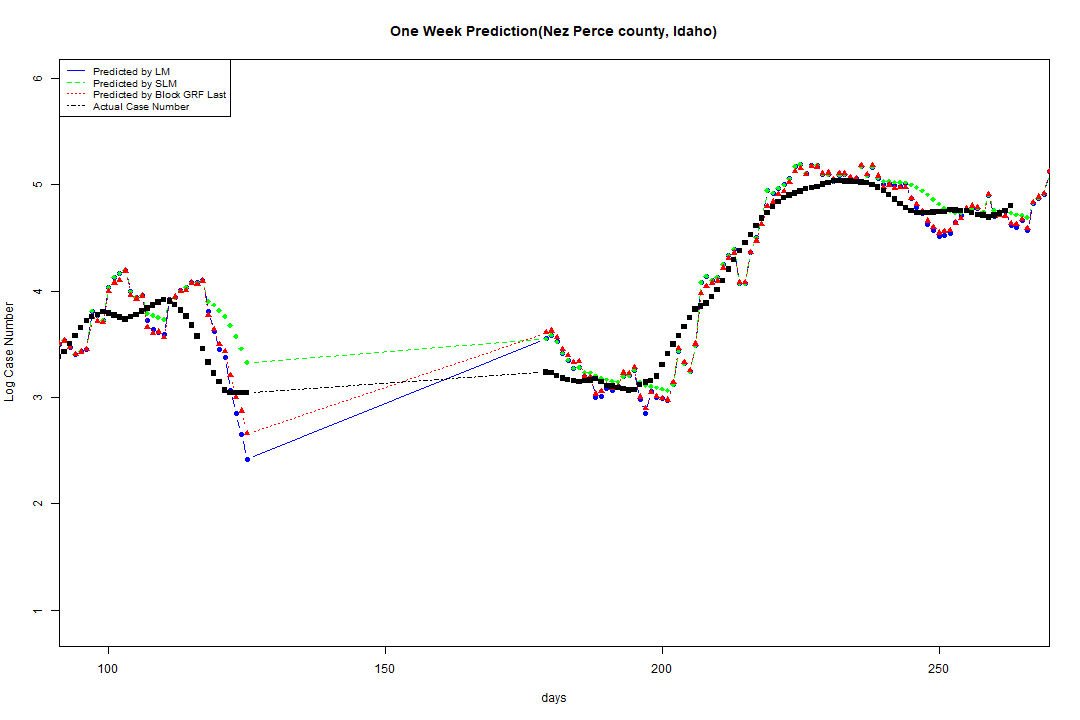 One Week Prediction(Nez Perce county, Idaho)
Predicted by LM
Predicted by SLM
Predicted by Block GRF Last
Actual Case Number
6
5
4
3
2
1
Log Case Number
100 150 200 250
days